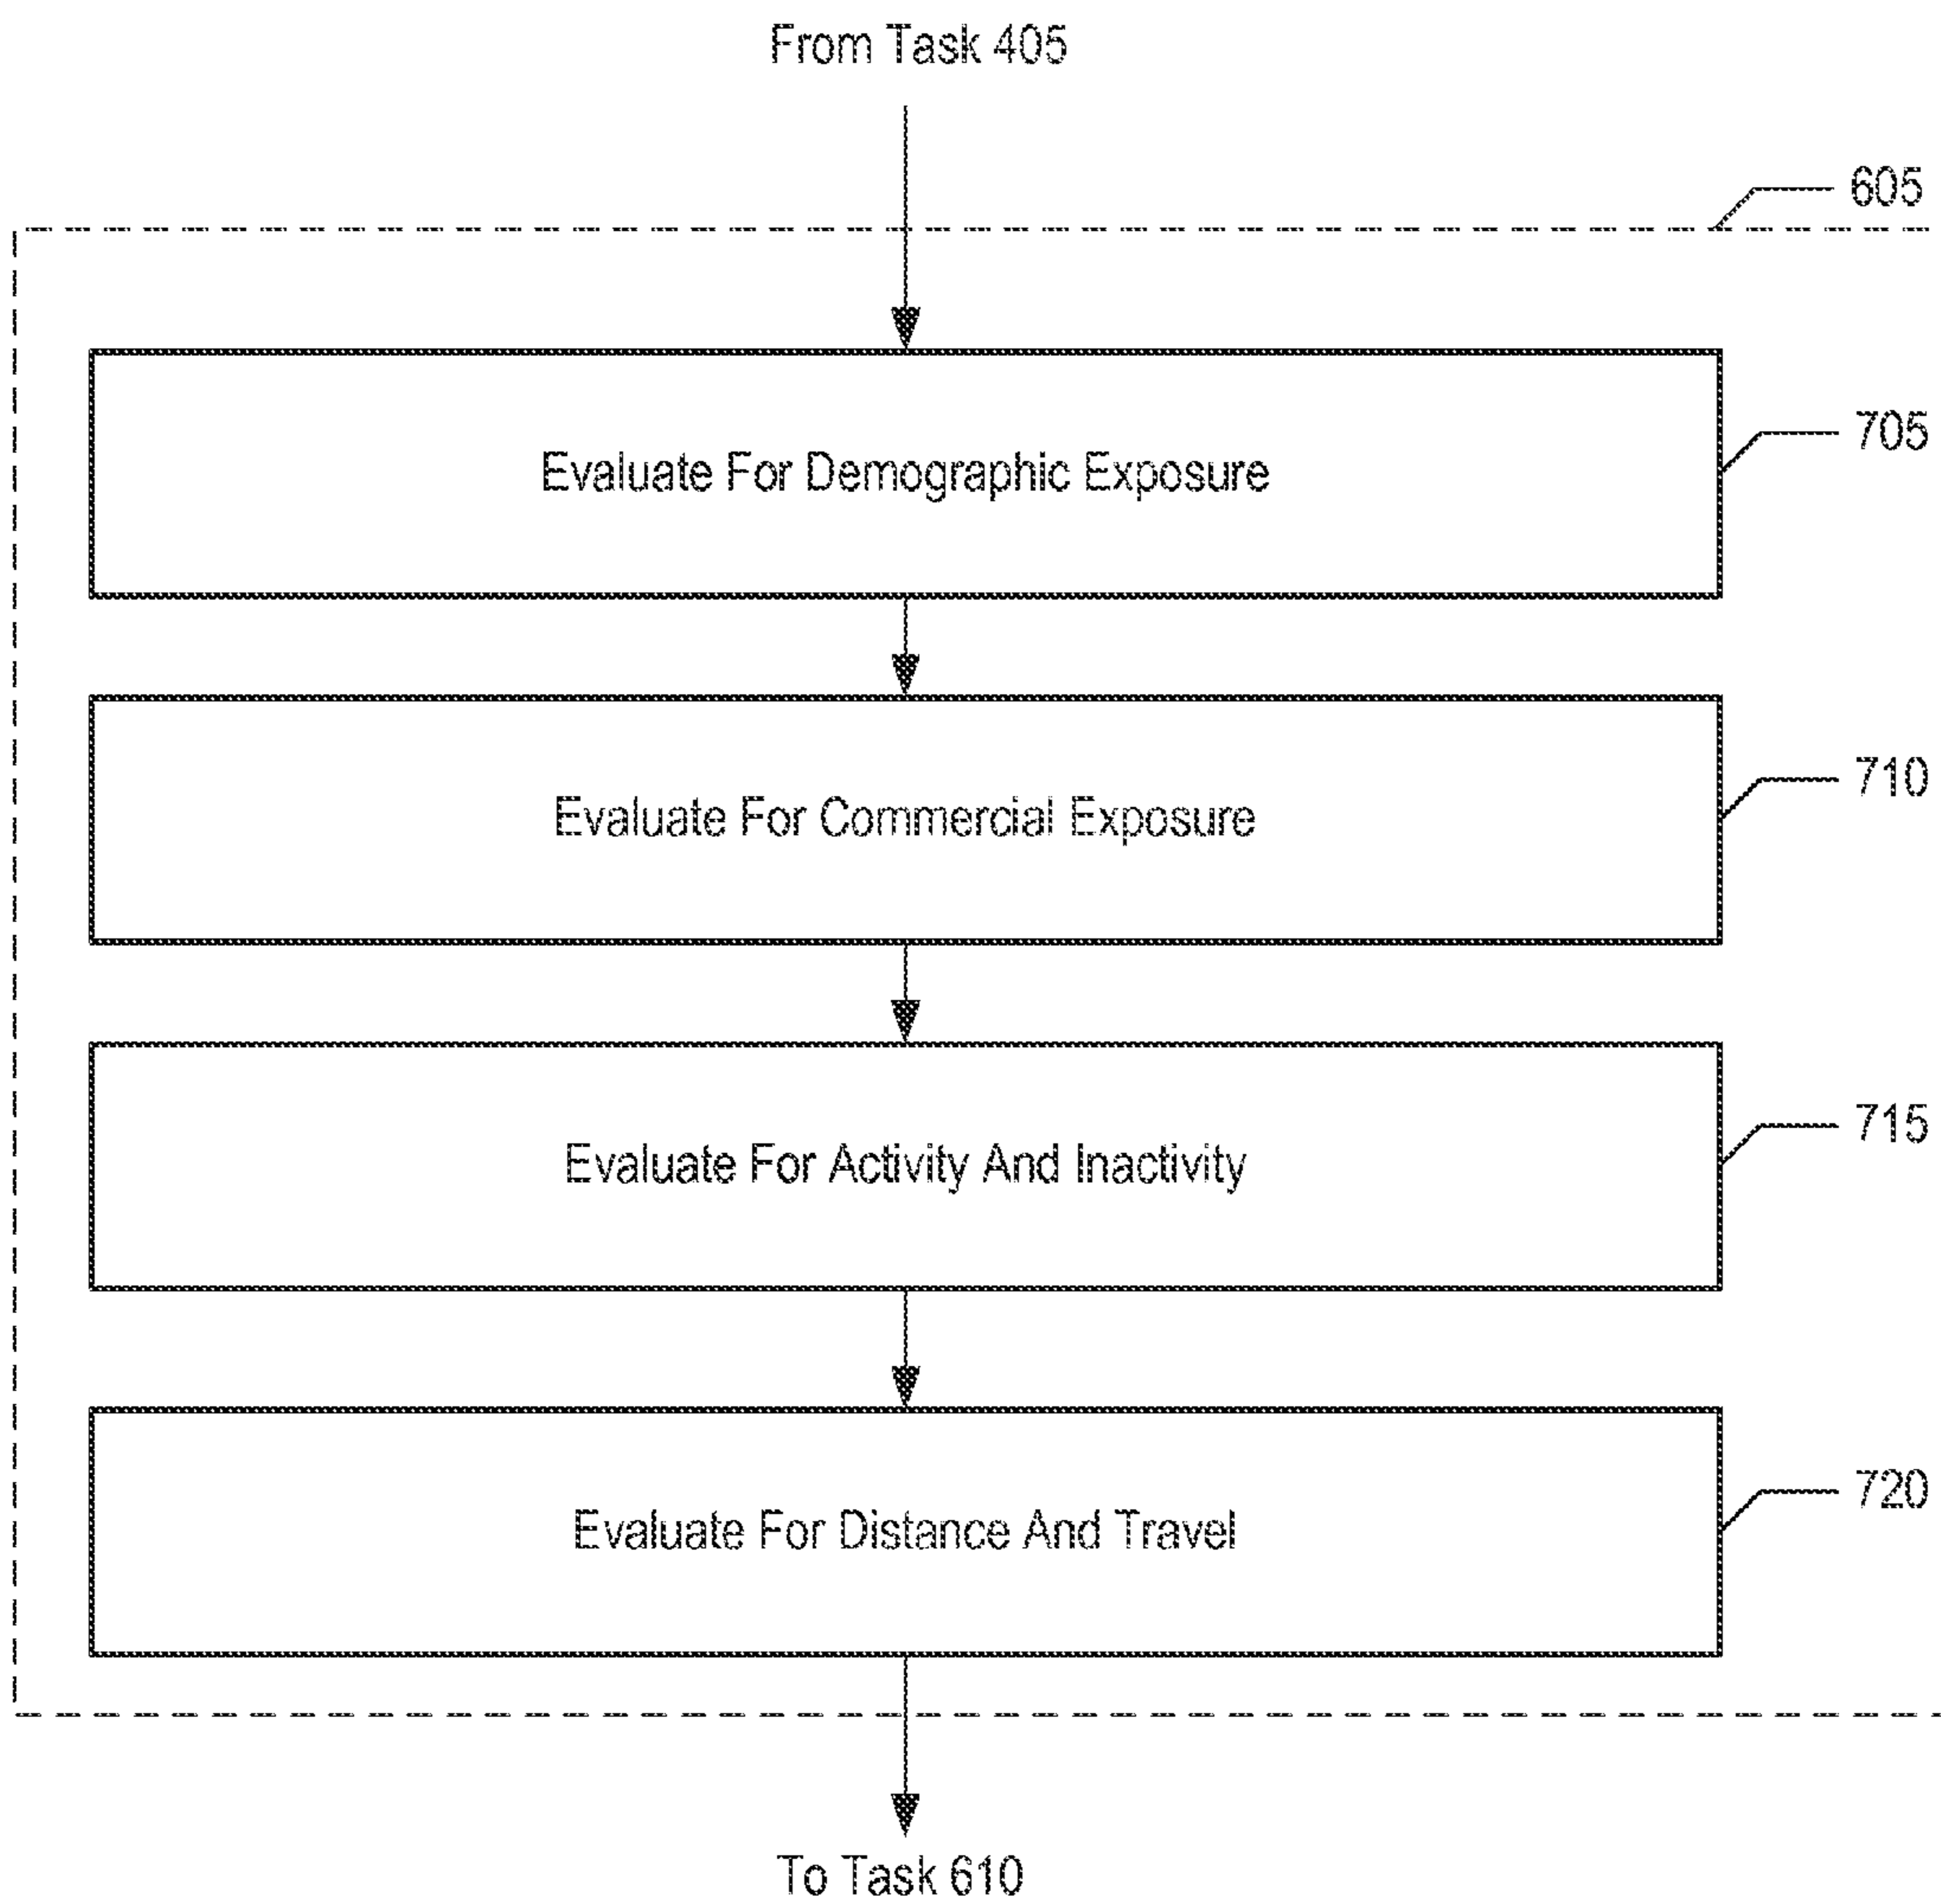 From Task 405
605
Evaluate For Demographic Exposure
705
Evaluate For Commercial Exposure
710
Evaluate For Activity And Inactivity
715
Evaluate For Distance And Travel
720
To Task 610